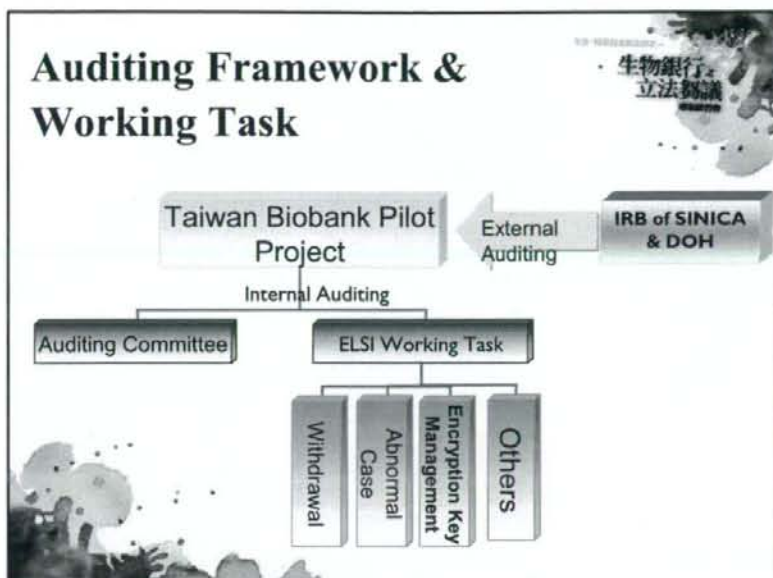 Auditing Framework &
Working Task
生物銀行之
立法芻議
Taiwan Biobank Pilot
Project
External
Auditing
IRB of SINICA
& DOH
Internal Auditing
Auditing Committee
ELSI Working Task
Withdrawal
Abnormal
Case
Encryption Key
Management
Others